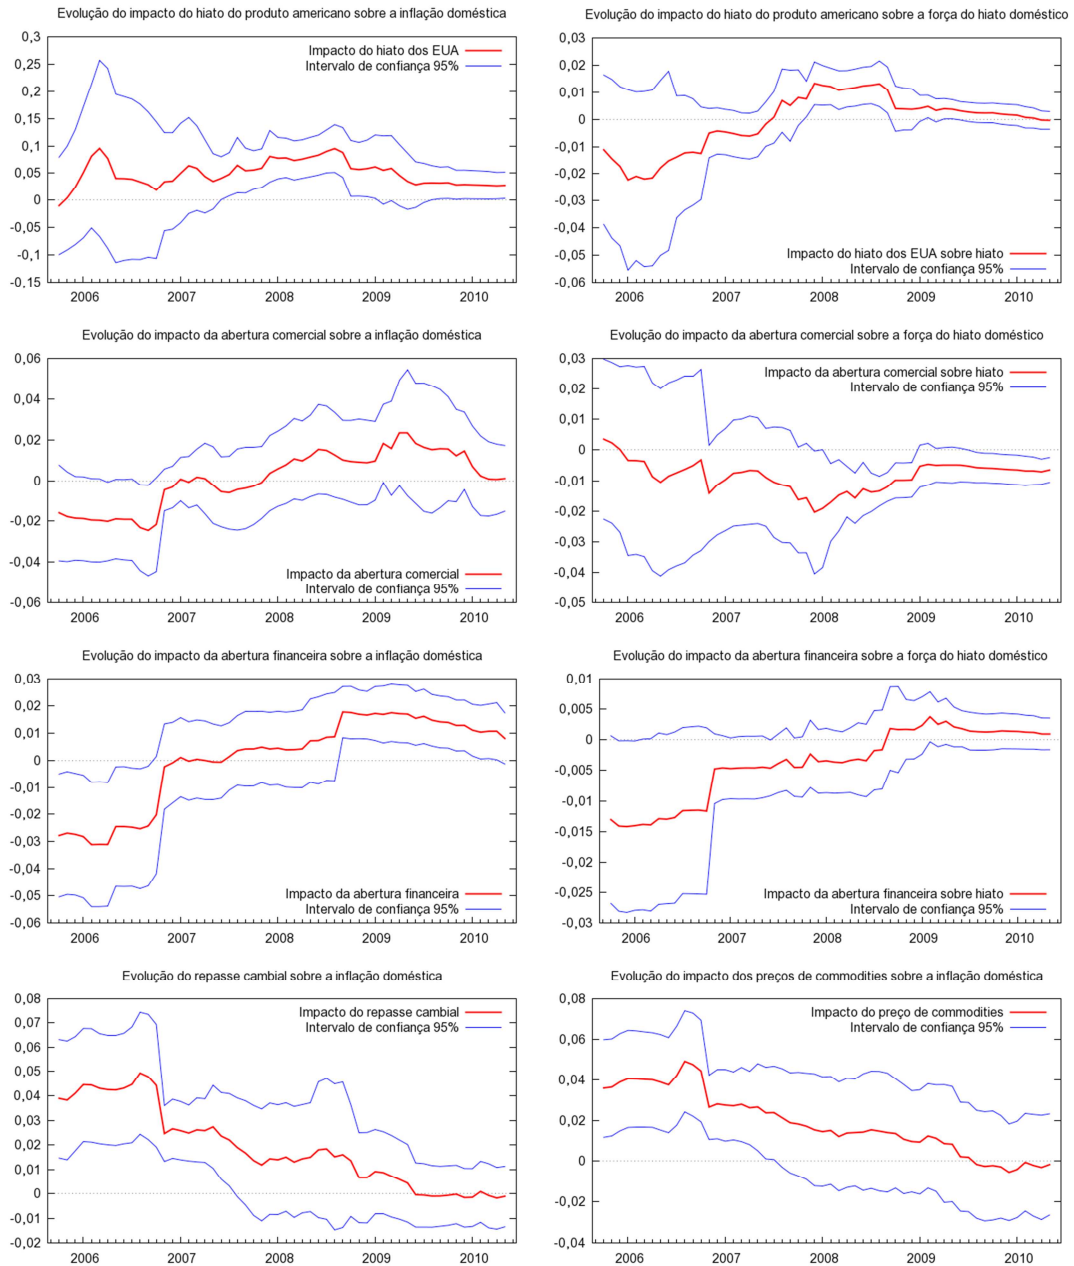 Evolução do impacto do hiato do produto americano sobre a inflação doméstica
0,3
0,25
0,2
0,15
0,1
0,05
0
-0,05
-0,1
-0,15
Impacto do hiato dos EUA
Intervalo de confiança 95%
2006 2007 2008 2009 2010
Evolução do impacto do hiato do produto americano sobre a força do hiato doméstico
0,03
0,02
0,01
0
-0,01
-0,02
-0,03
-0,04
-0,05
-0,06
Impacto do hiato dos EUA sobre hiato
Intervalo de confiança 95%
2006 2007 2008 2009 2010
Evolução do impacto da abertura comercial sobre a inflação doméstica
0,06
0,04
0,02
0
-0,02
-0,04
-0,06
Impacto da abertura comercial
Intervalo de confiança 95%
2006 2007 2008 2009 2010
Evolução do impacto da abertura comercial sobre a força do hiato doméstico
0,03
0,02
0,01
0
-0,01
-0,02
-0,03
-0,04
-0,05
Impacto da abertura comercial sobre hiato
Intervalo de confiança 95%
2006 2007 2008 2009 2010
Evolução do impacto da abertura financeira sobre a inflação doméstica
0,03
0,02
0,01
0
-0,01
-0,02
-0,03
-0,04
-0,05
-0,06
Impacto da abertura financeira
Intervalo de confiança 95%
2006 2007 2008 2009 2010
Evolução do impacto da abertura financeira sobre a força do hiato doméstico
0,01
0,005
0
-0,005
-0,01
-0,015
-0,02
-0,025
-0,03
Impacto da abertura financeira sobre hiato
Intervalo de confiança 95%
2006 2007 2008 2009 2010
Evolução do repasse cambial sobre a inflação doméstica
0,08
0,07
0,06
0,05
0,04
0,03
0,02
0,01
0
-0,01
-0,02
Impacto do repasse cambial
Intervalo de confiança 95%
2006 2007 2008 2009 2010
Evolução do impacto dos preços de commodities sobre a inflação doméstica
0,08
0,06
0,04
0,02
0
-0,02
-0,04
Impacto do preço de commodities
Intervalo de confiança 95%
2006 2007 2008 2009 2010